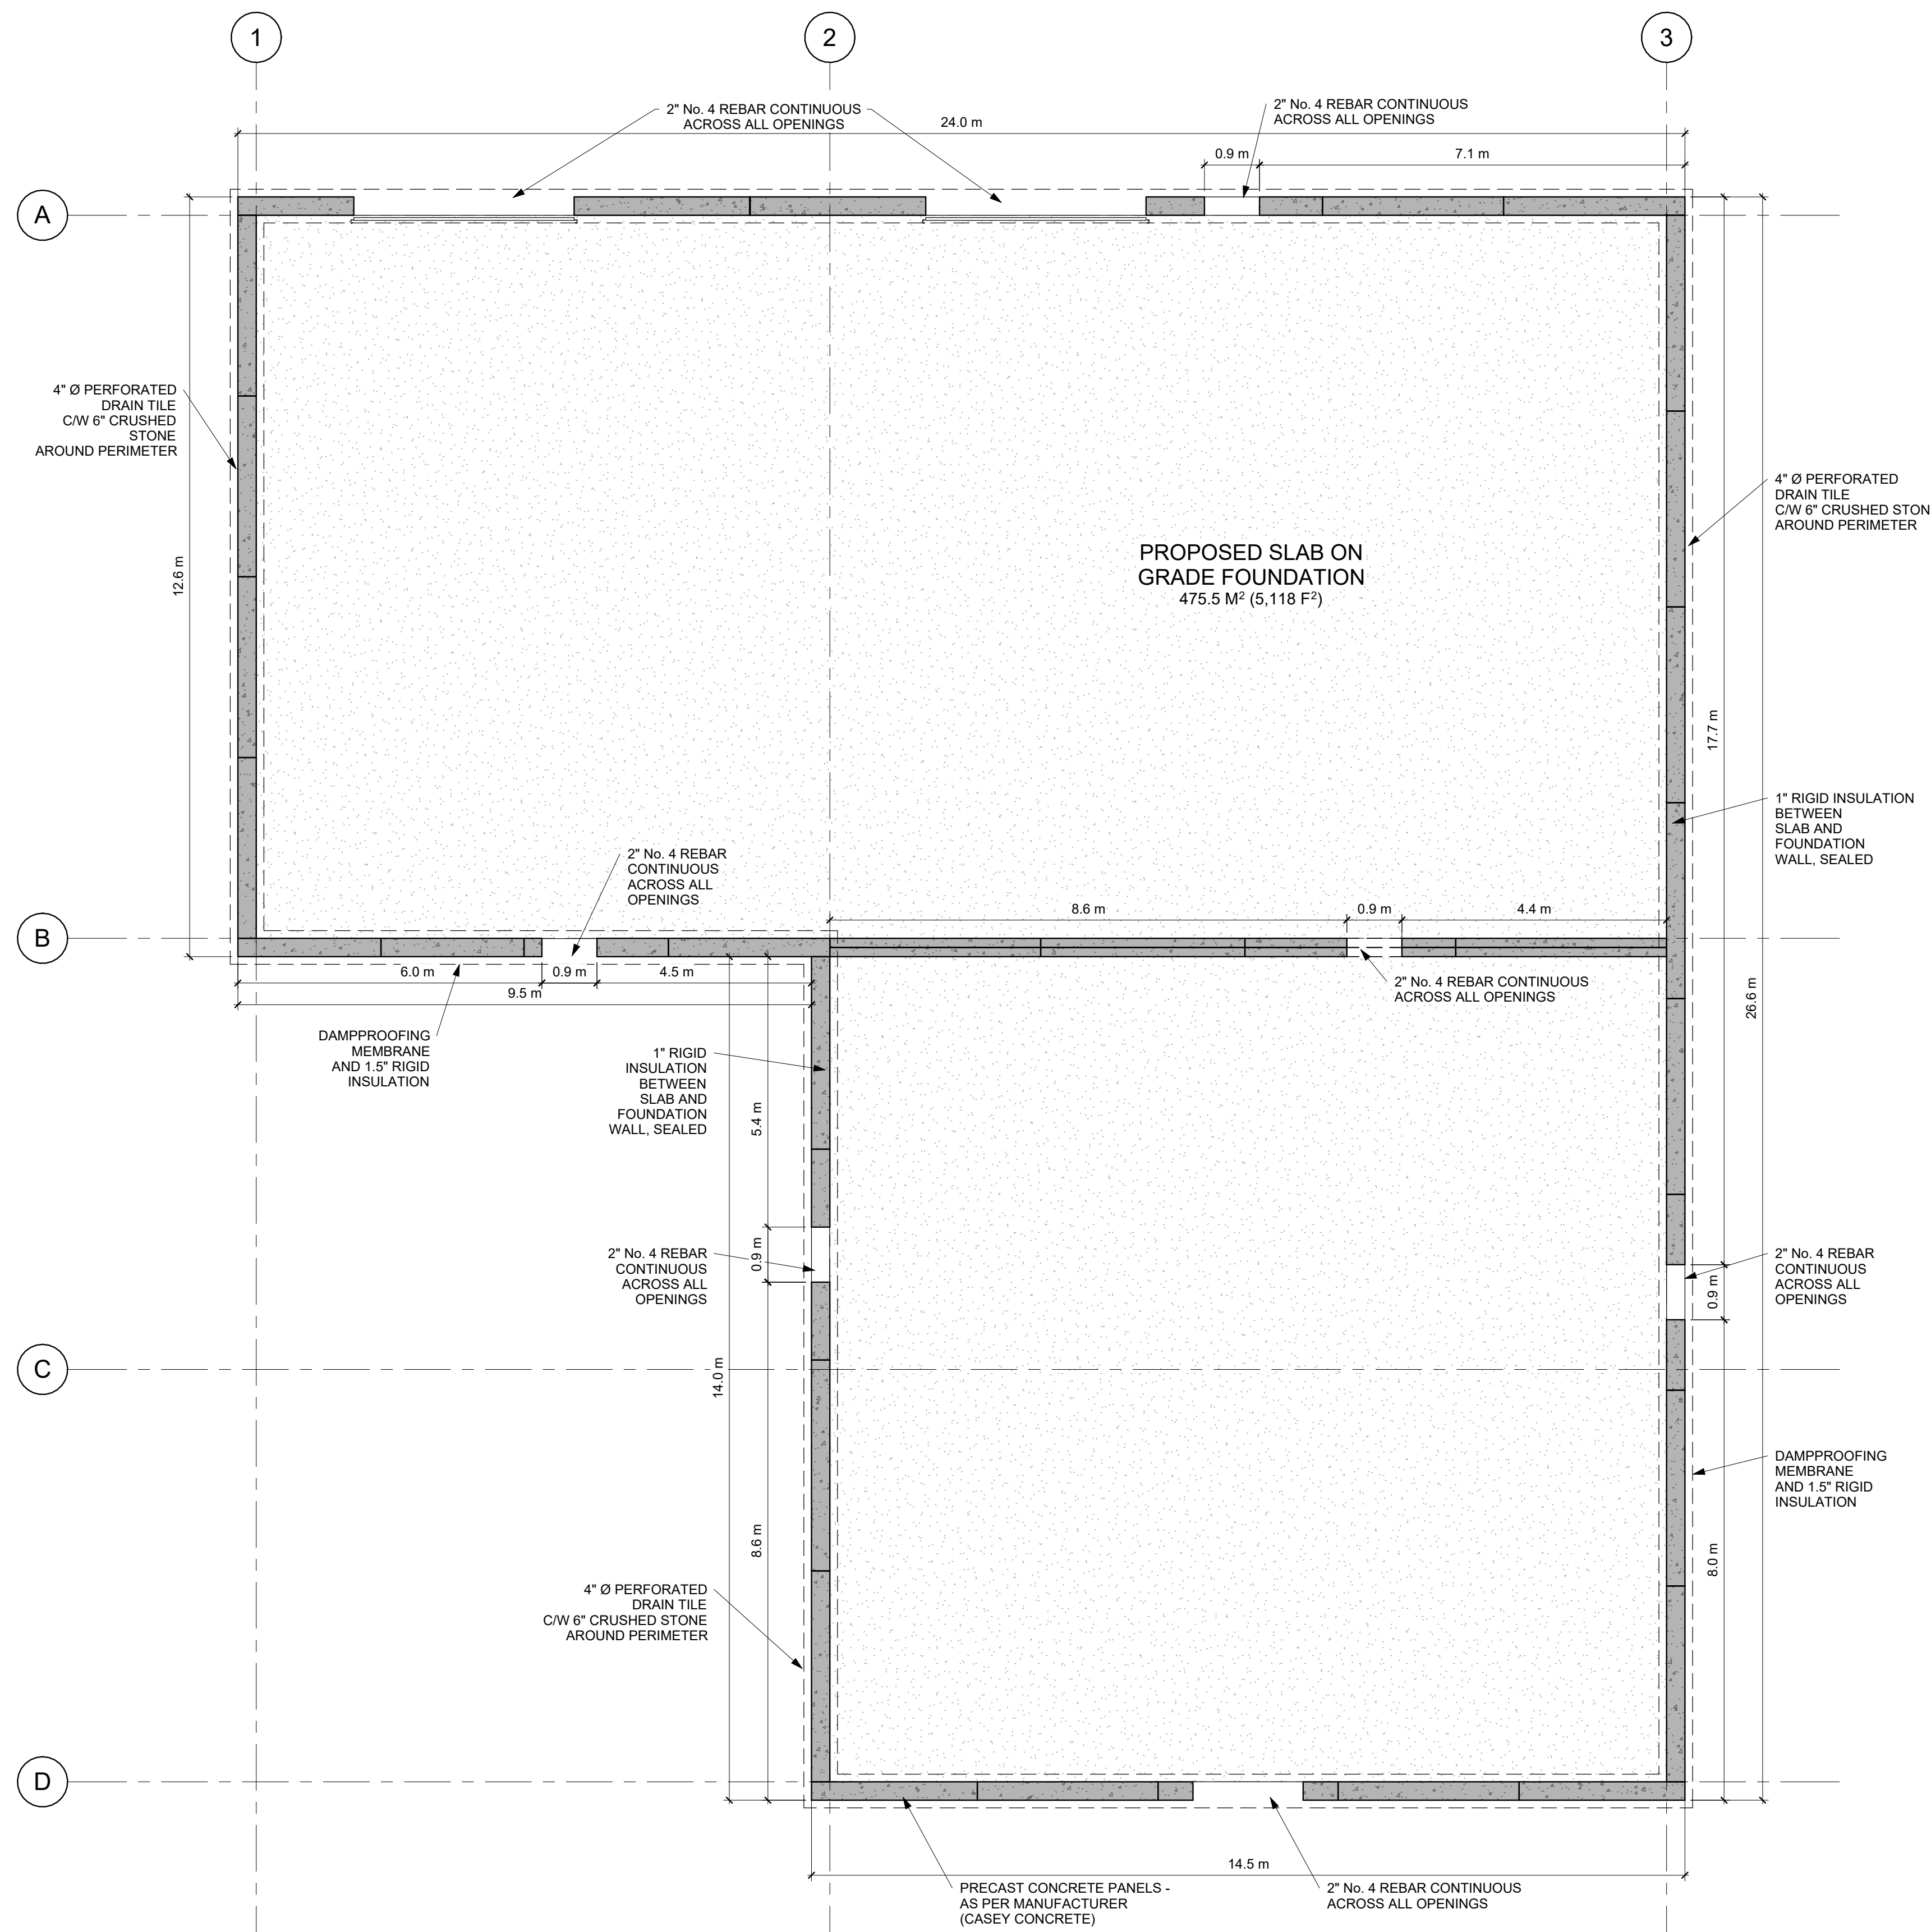 1
2
3
2" No. 4 REBAR CONTINUOUS
ACROSS ALL OPENINGS
2" No. 4 REBAR CONTINUOUS
ACROSS ALL OPENINGS
24.0 m
0.9 m
7.1 m
A
4" Ø PERFORATED
DRAIN TILE
C/W 6" CRUSHED
STONE
AROUND PERIMETER
12.6 m
PROPOSED SLAB ON
GRADE FOUNDATION
475.5 M² (5,118 F²)
4" Ø PERFORATED
DRAIN TILE
C/W 6" CRUSHED STON
AROUND PERIMETER
17.7 m
1" RIGID INSULATION
BETWEEN
SLAB AND
FOUNDATION
WALL, SEALED
2" No. 4 REBAR
CONTINUOUS
ACROSS ALL
OPENINGS
8.6 m
0.9 m
4.4 m
B
6.0 m
0.9 m
4.5 m
9.5 m
2" No. 4 REBAR CONTINUOUS
ACROSS ALL OPENINGS
26.6 m
DAMPPROOFING
MEMBRANE
AND 1.5" RIGID
INSULATION
1" RIGID
INSULATION
BETWEEN
SLAB AND
FOUNDATION
WALL, SEALED
5.4 m
2" No. 4 REBAR
CONTINUOUS
ACROSS ALL
OPENINGS
0.9 m
2" No. 4 REBAR
CONTINUOUS
ACROSS ALL
OPENINGS
0.9 m
C
14.0 m
DAMPPROOFING
MEMBRANE
AND 1.5" RIGID
INSULATION
8.6 m
8.0 m
4" Ø PERFORATED
DRAIN TILE
C/W 6" CRUSHED STONE
AROUND PERIMETER
D
14.5 m
PRECAST CONCRETE PANELS -
AS PER MANUFACTURER
(CASEY CONCRETE)
2" No. 4 REBAR CONTINUOUS
ACROSS ALL OPENINGS